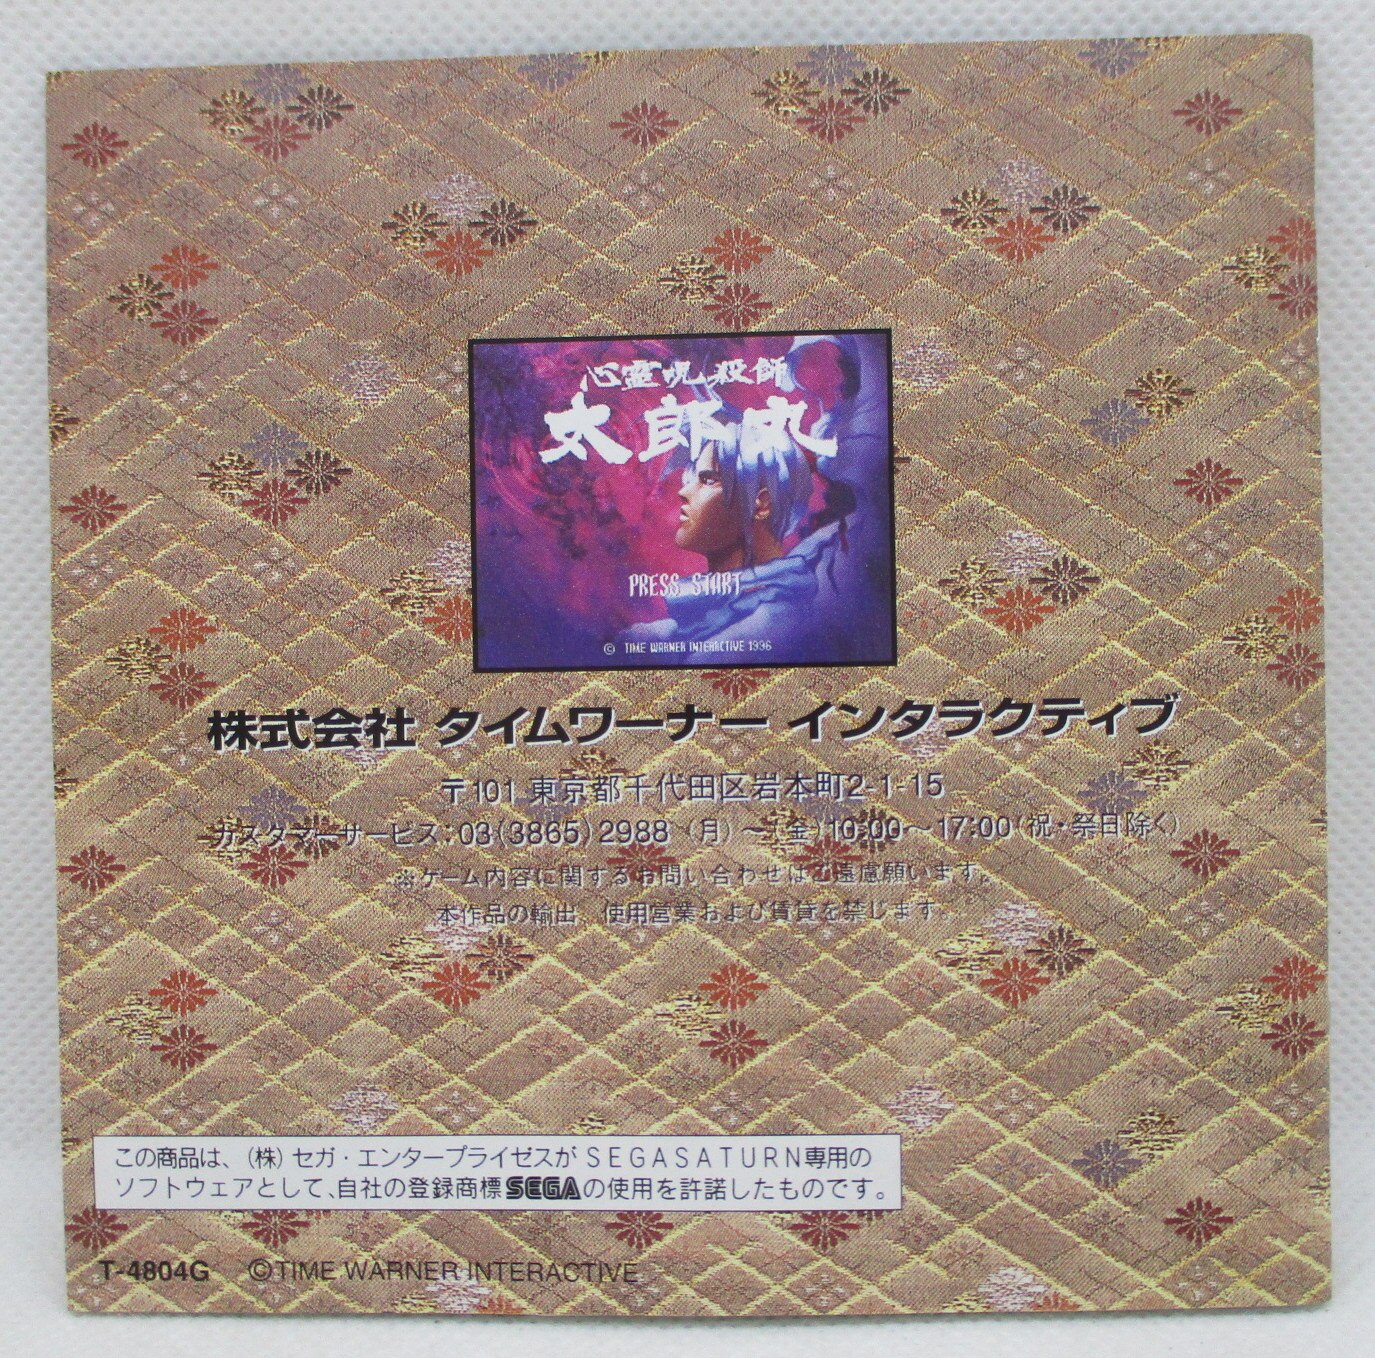 心霊呪殺師
太郎丸
PRESS START
© TIME WARNER INTERACTIVE 1996
株式会社 タイムワーナー インタラクティブ
〒101 東京都千代田区岩本町2-1-15
カスタマーサービス:03(3865)2988 (月)~(金)10:00~17:00(祝・祭日除く)
※ゲーム内容に関するお問い合わせはご遠慮願います。
本作品の輸出、使用営業および賃貸を禁じます。
この商品は、(株)セガ・エンタープライゼスがSEGASATURN専用の
ソフトウェアとして、自社の登録商標SEGAの使用を許諾したものです。
T-4804G ©TIME WARNER INTERACTIVE